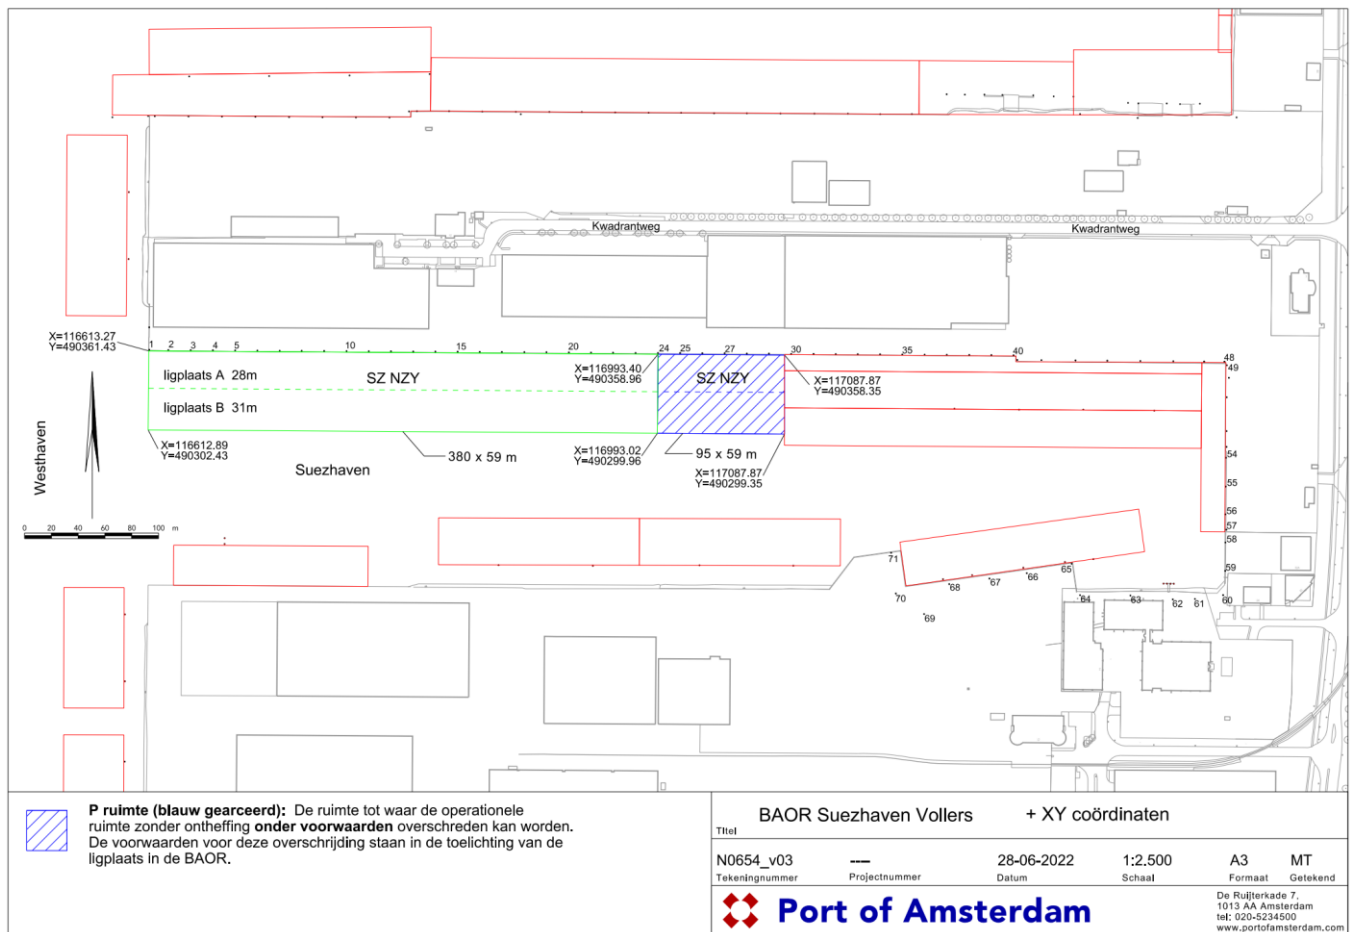 Kwadrantweg
Kwadrantweg
X=116613.27
Y=490361.43
1 2 3 4 5 10 15 20 24 25 27 30 35 40 48
49
ligplaats A 28m
SZ NZY
X=116993.40
Y=490358.96
SZ NZY
X=117087.87
Y=490358.35
ligplaats B 31m
X=116612.89
Y=490302.43
380 x 59 m
X=116993.02
Y=490299.96
95 x 59 m
X=117087.87
Y=490299.35
Westhaven
Suezhaven
54
55
56
57
58
59
60
61
62
63
64
65
66
67
68
69
70
71
0 20 40 60 80 100 m
P ruimte (blauw gearceerd): De ruimte tot waar de operationele
ruimte zonder ontheffing onder voorwaarden overschreden kan worden.
De voorwaarden voor deze overschrijding staan in de toelichting van de
ligplaats in de BAOR.
BAOR Suezhaven Vollers + XY coördinaten
Titel
N0654_v03 ---- 28-06-2022 1:2.500 A3 MT
Tekeningnummer Projectnummer Datum Schaal Formaat Getekend
Port of Amsterdam
De Ruijterkade 7,
1013 AA Amsterdam
tel: 020-5234500
www.portofamsterdam.com